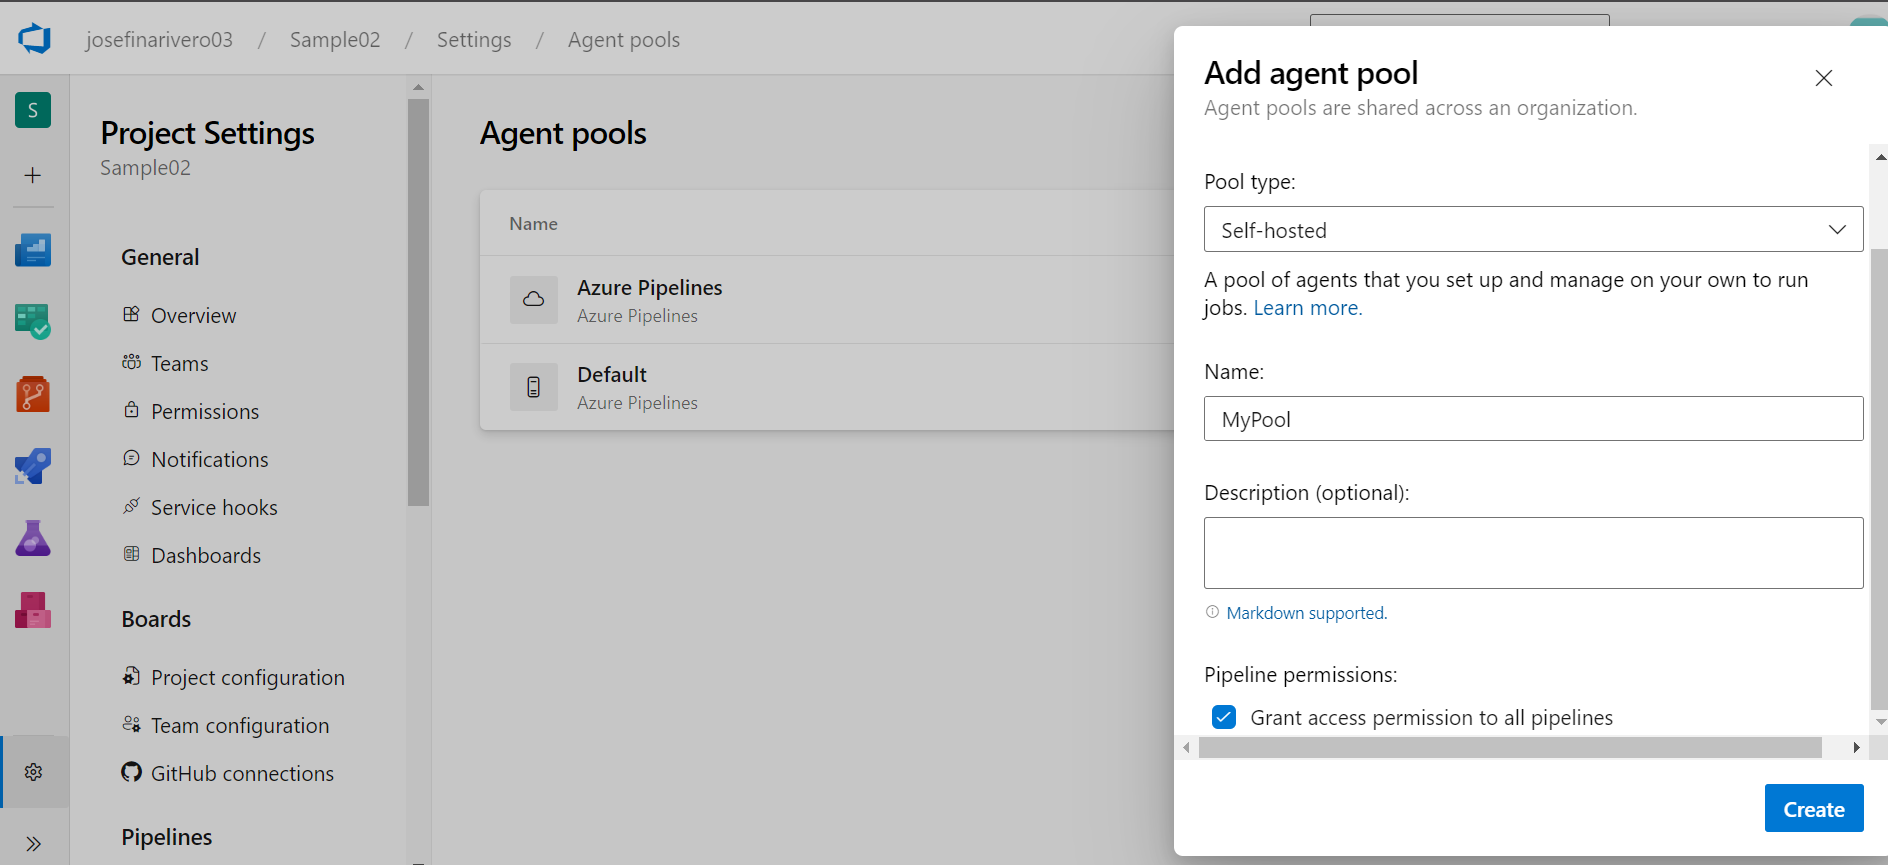 josefinarivero03 / Sample02 / Settings / Agent pools
S
Project Settings
Sample02
General
Overview
Teams
Permissions
Notifications
Service hooks
Dashboards
Boards
Project configuration
Team configuration
GitHub connections
Pipelines
Agent pools
Name
Azure Pipelines
Azure Pipelines
Default
Azure Pipelines
Add agent pool
Agent pools are shared across an organization.
Pool type:
Self-hosted
A pool of agents that you set up and manage on your own to run
jobs. Learn more.
Name:
MyPool
Description (optional):
Markdown supported.
Pipeline permissions:
Grant access permission to all pipelines
Create